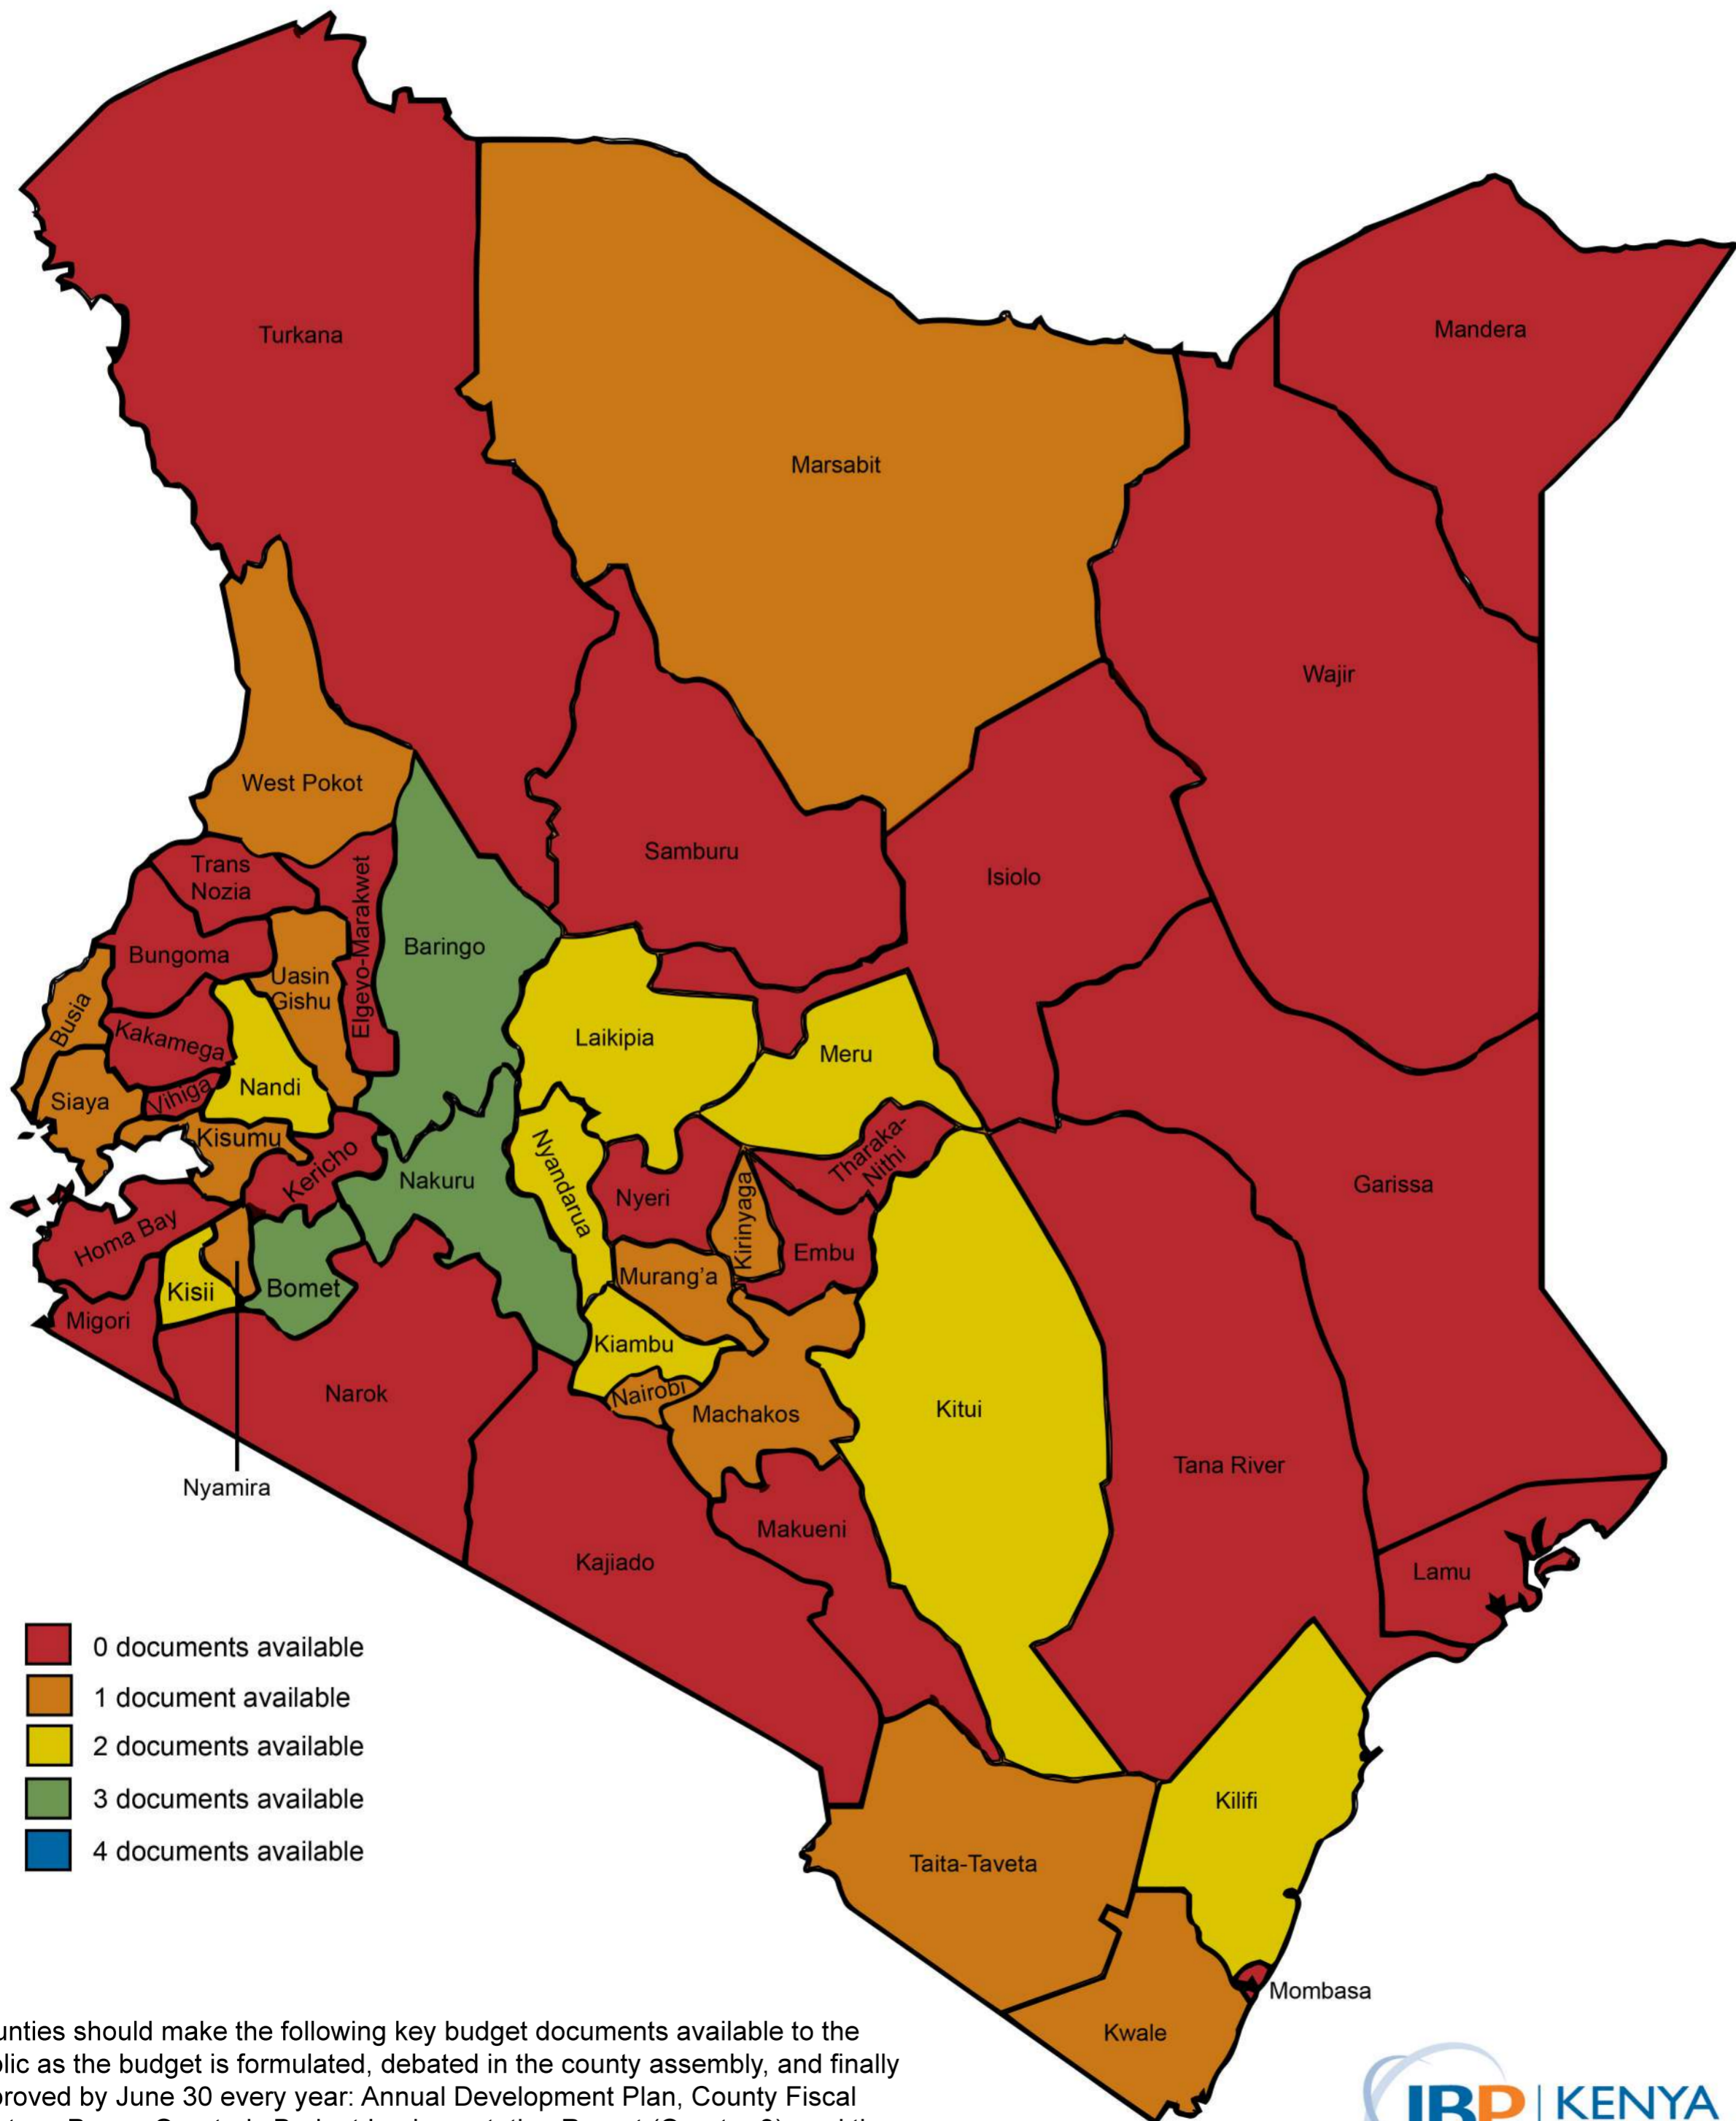 Turkana
Mandera
Marsabit
Wajir
West Pokot
Samburu
Isiolo
Trans
Nozia
Elgeyo-Marakwet
Baringo
Bungoma
Uasin
Gishu
Busia
Kakamega
Laikipia
Meru
Nandi
Vihiga
Siaya
Kisumu
Kericho
Nakuru
Nyandarua
Tharaka-
Nithi
Nyeri
Kirinyaga
Garissa
Homa Bay
Embu
Murang'a
Kisii
Bomet
Migori
Kiambu
Nairobi
Narok
Machakos
Kitui
Tana River
Nyamira
Makueni
Kajiado
Lamu
0 documents available
1 document available
2 documents available
3 documents available
4 documents available
Kilifi
Taita-Taveta
Mombasa
Kwale
unties should make the following key budget documents available to the
lic as the budget is formulated, debated in the county assembly, and finally
proved by June 30 every year: Annual Development Plan, County Fiscal
IBP | KENYA